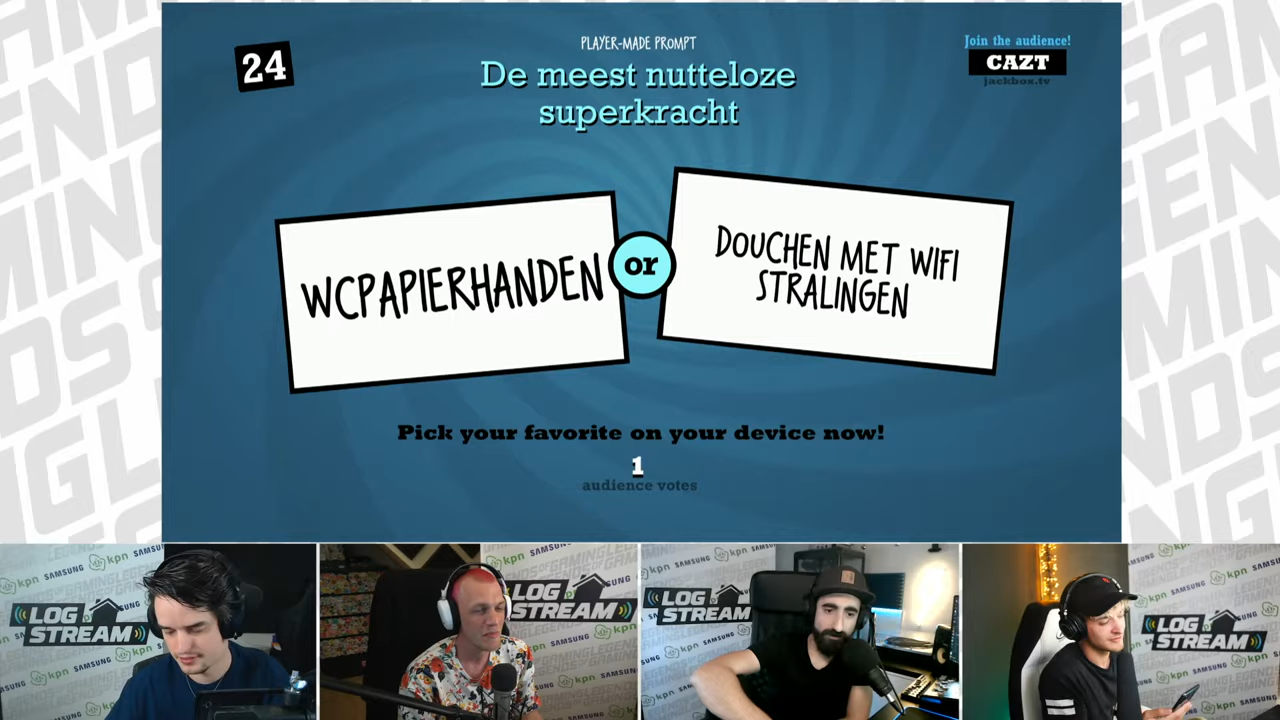 24
PLAYER-MADE PROMPT
De meest nutteloze
superkracht
Join the audience!
CAZT
jackbox.tv
WCPAPIERHANDEN
or
DOUCHEN MET WIFI
STRALINGEN
Pick your favorite on your device now!
1
audience votes
LOG
STREAM
LOG
STREAM
LOG
STREAM
LOG
STREAM
kpn
SAMSUNG